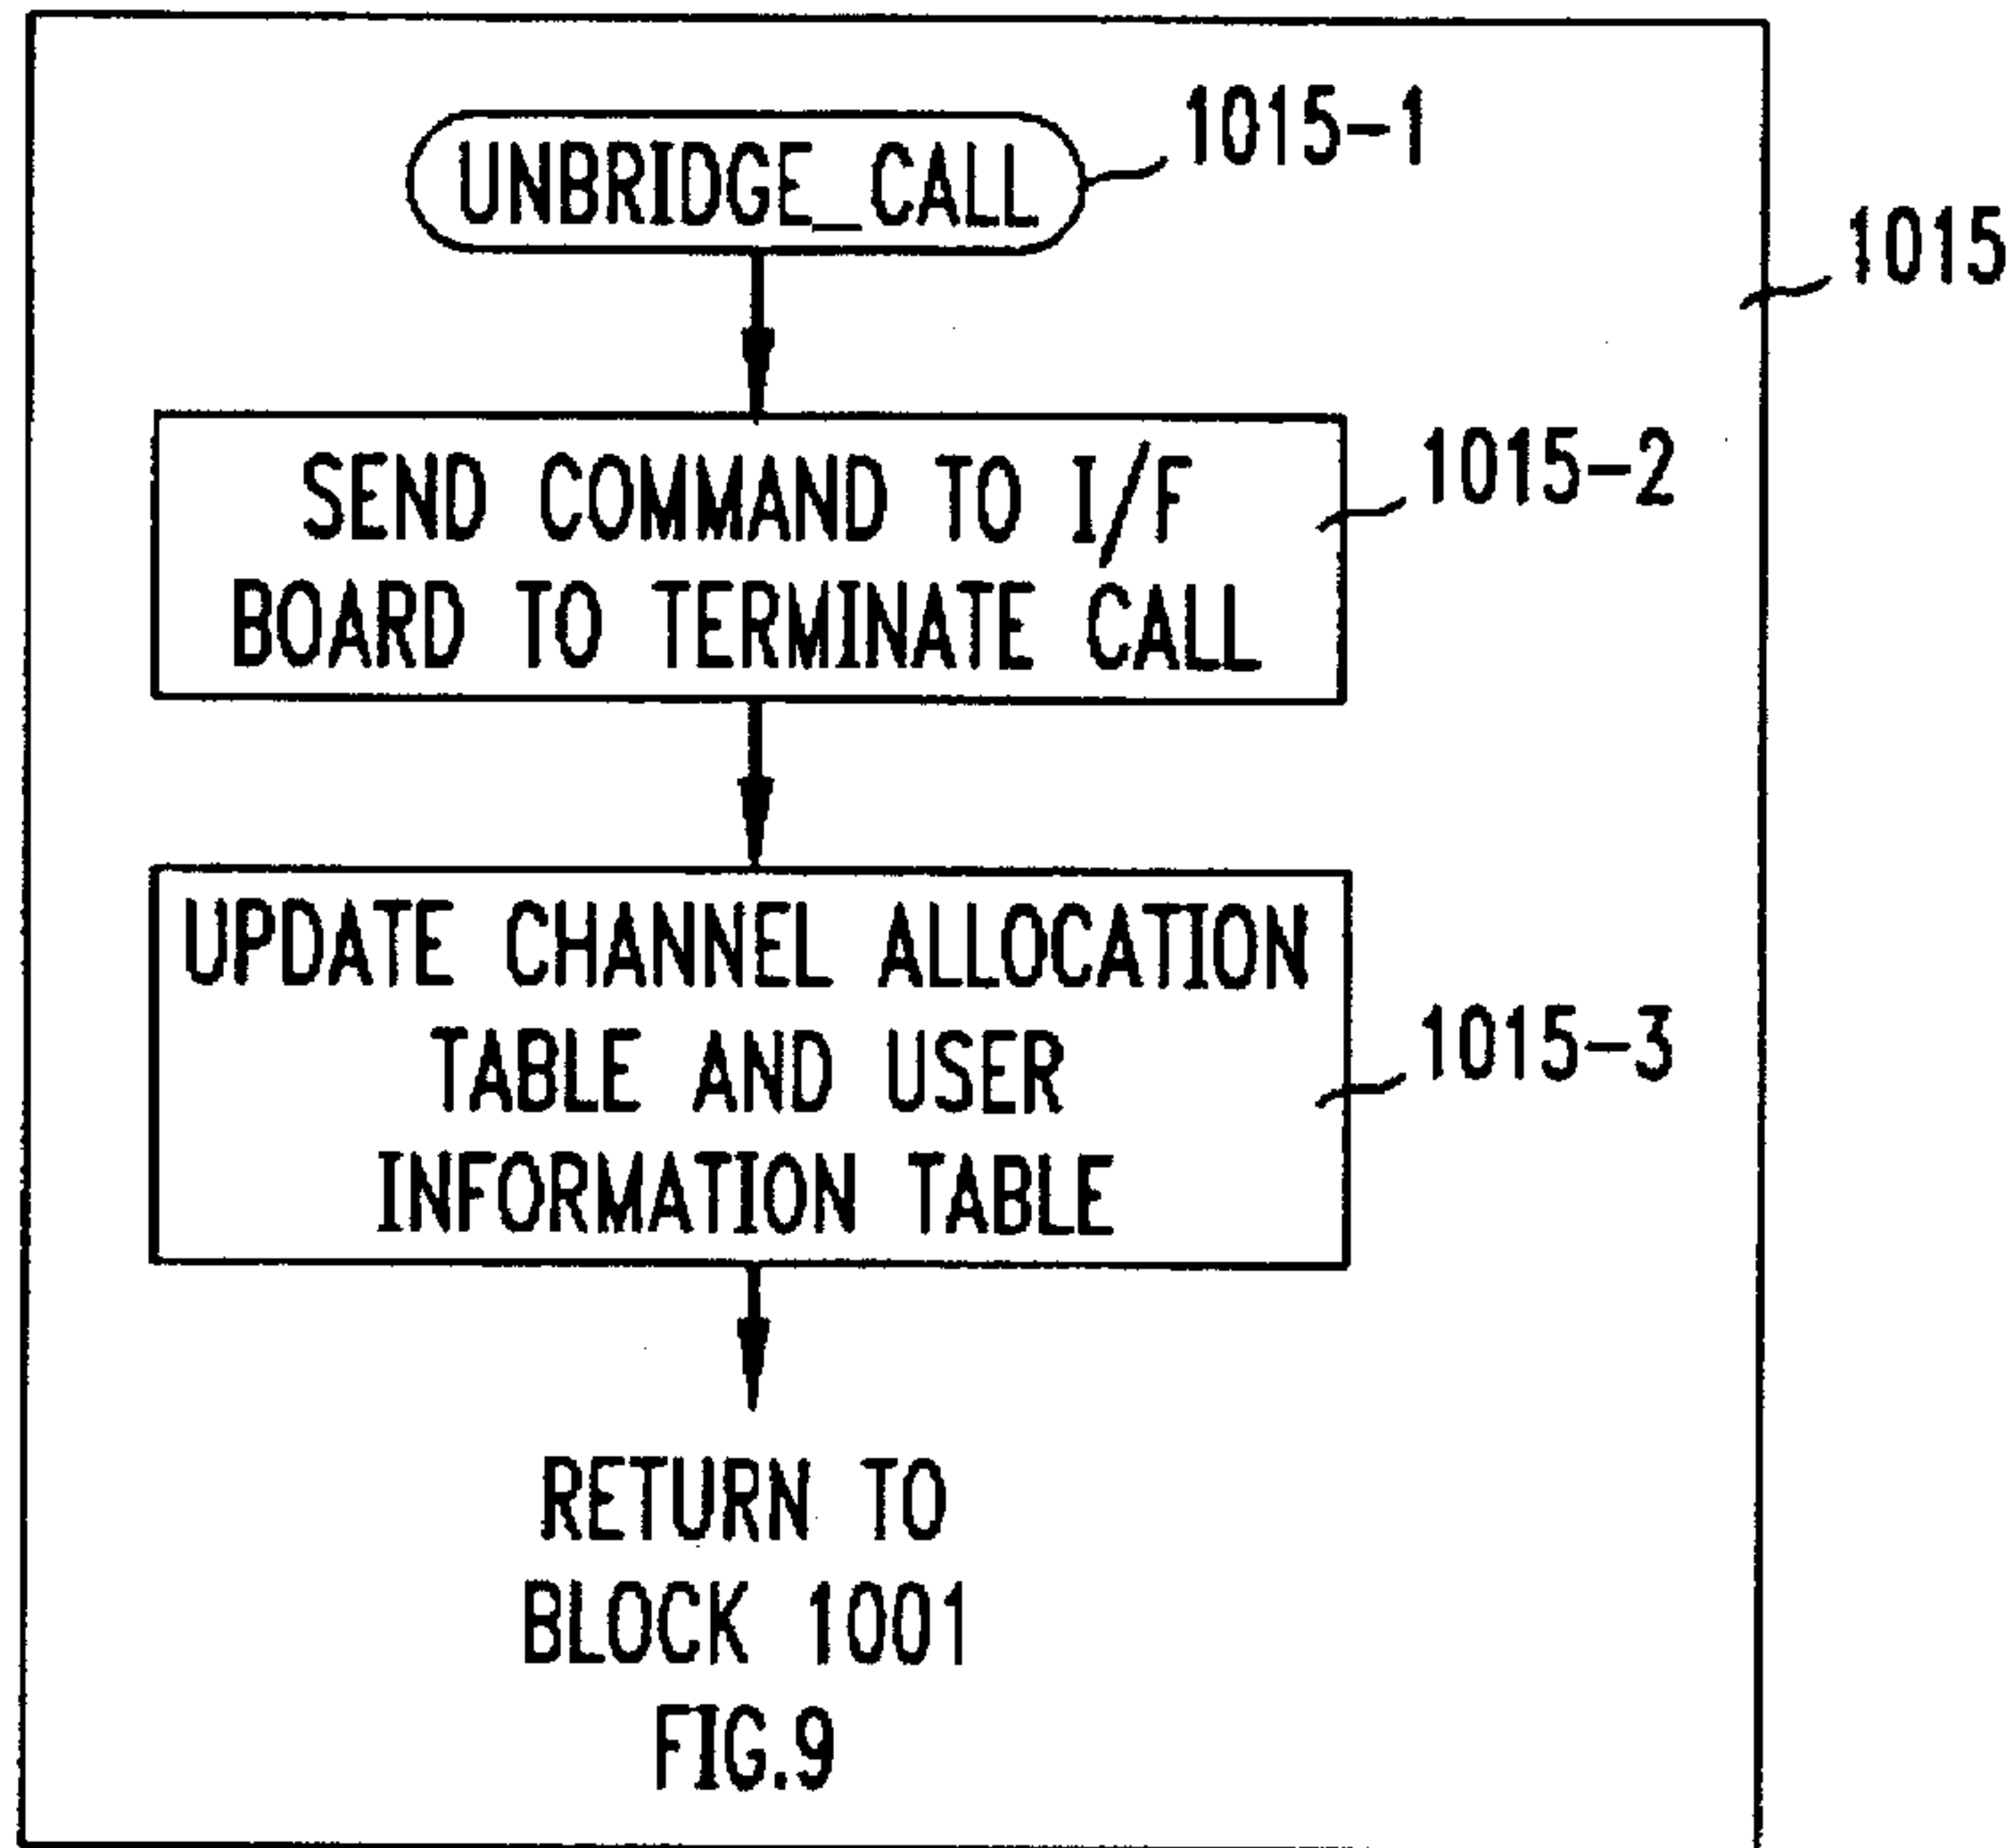 UNBRIDGE_CALL
1015-1
1015
SEND COMMAND TO I/F
BOARD TO TERMINATE CALL
1015-2
UPDATE CHANNEL ALLOCATION
TABLE AND USER
INFORMATION TABLE
1015-3
RETURN TO
BLOCK 1001
FIG.9